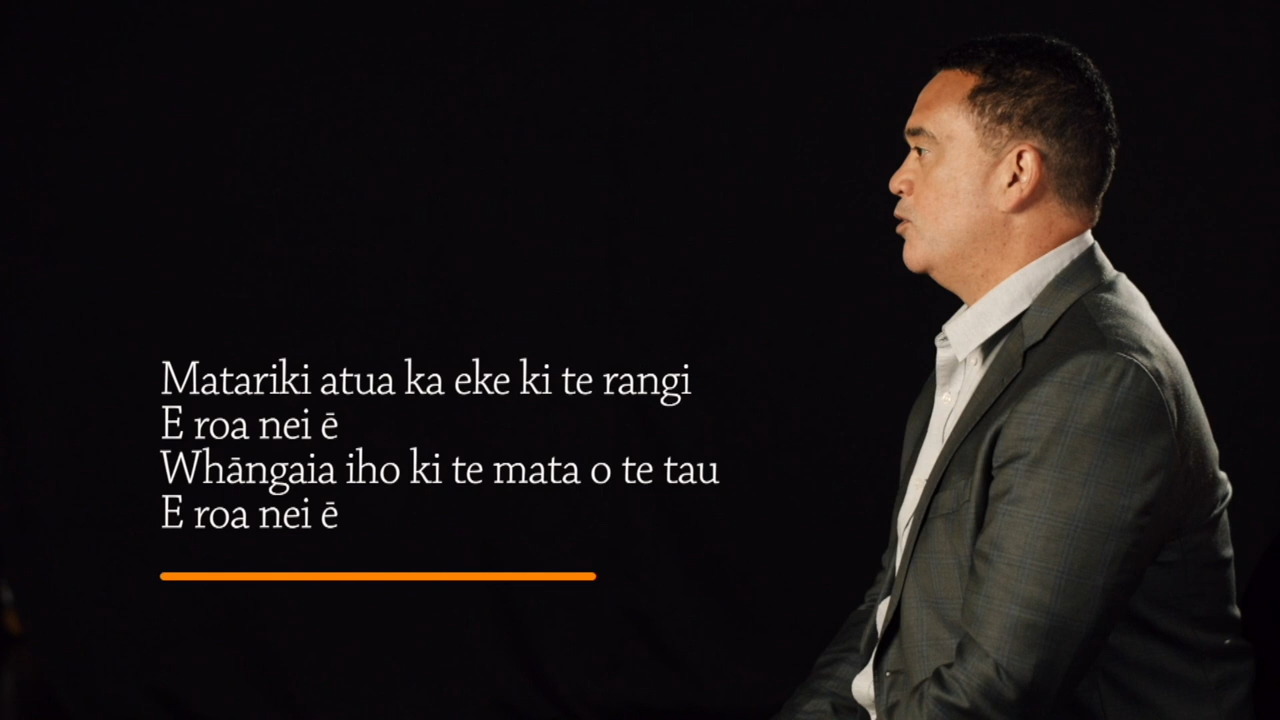 Matariki atua ka eke ki te rangi
E roa nei ē
Whāngaia iho ki te mata o te tau
E roa nei ē